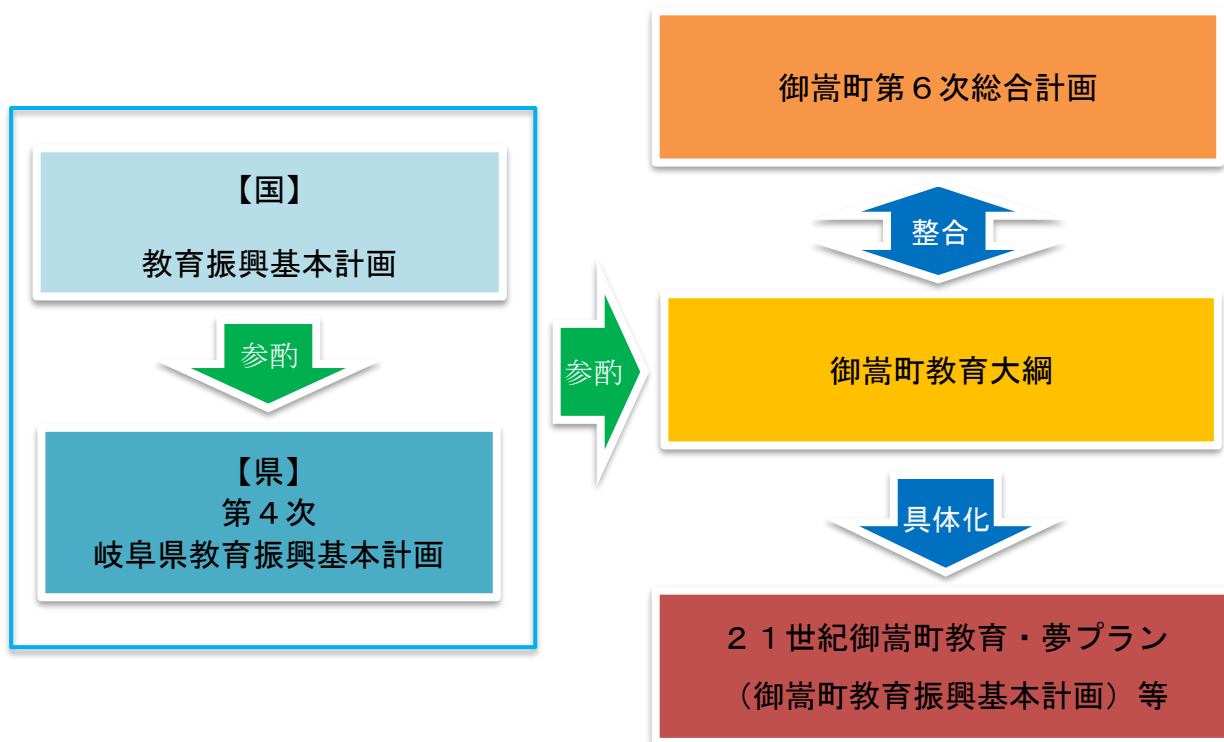 【国】
教育振興基本計画
参酌
【県】
第４次
岐阜県教育振興基本計画
参酌
御嵩町第６次総合計画
整合
御嵩町教育大綱
具体化
２１世紀御嵩町教育・夢プラン
（御嵩町教育振興基本計画）等